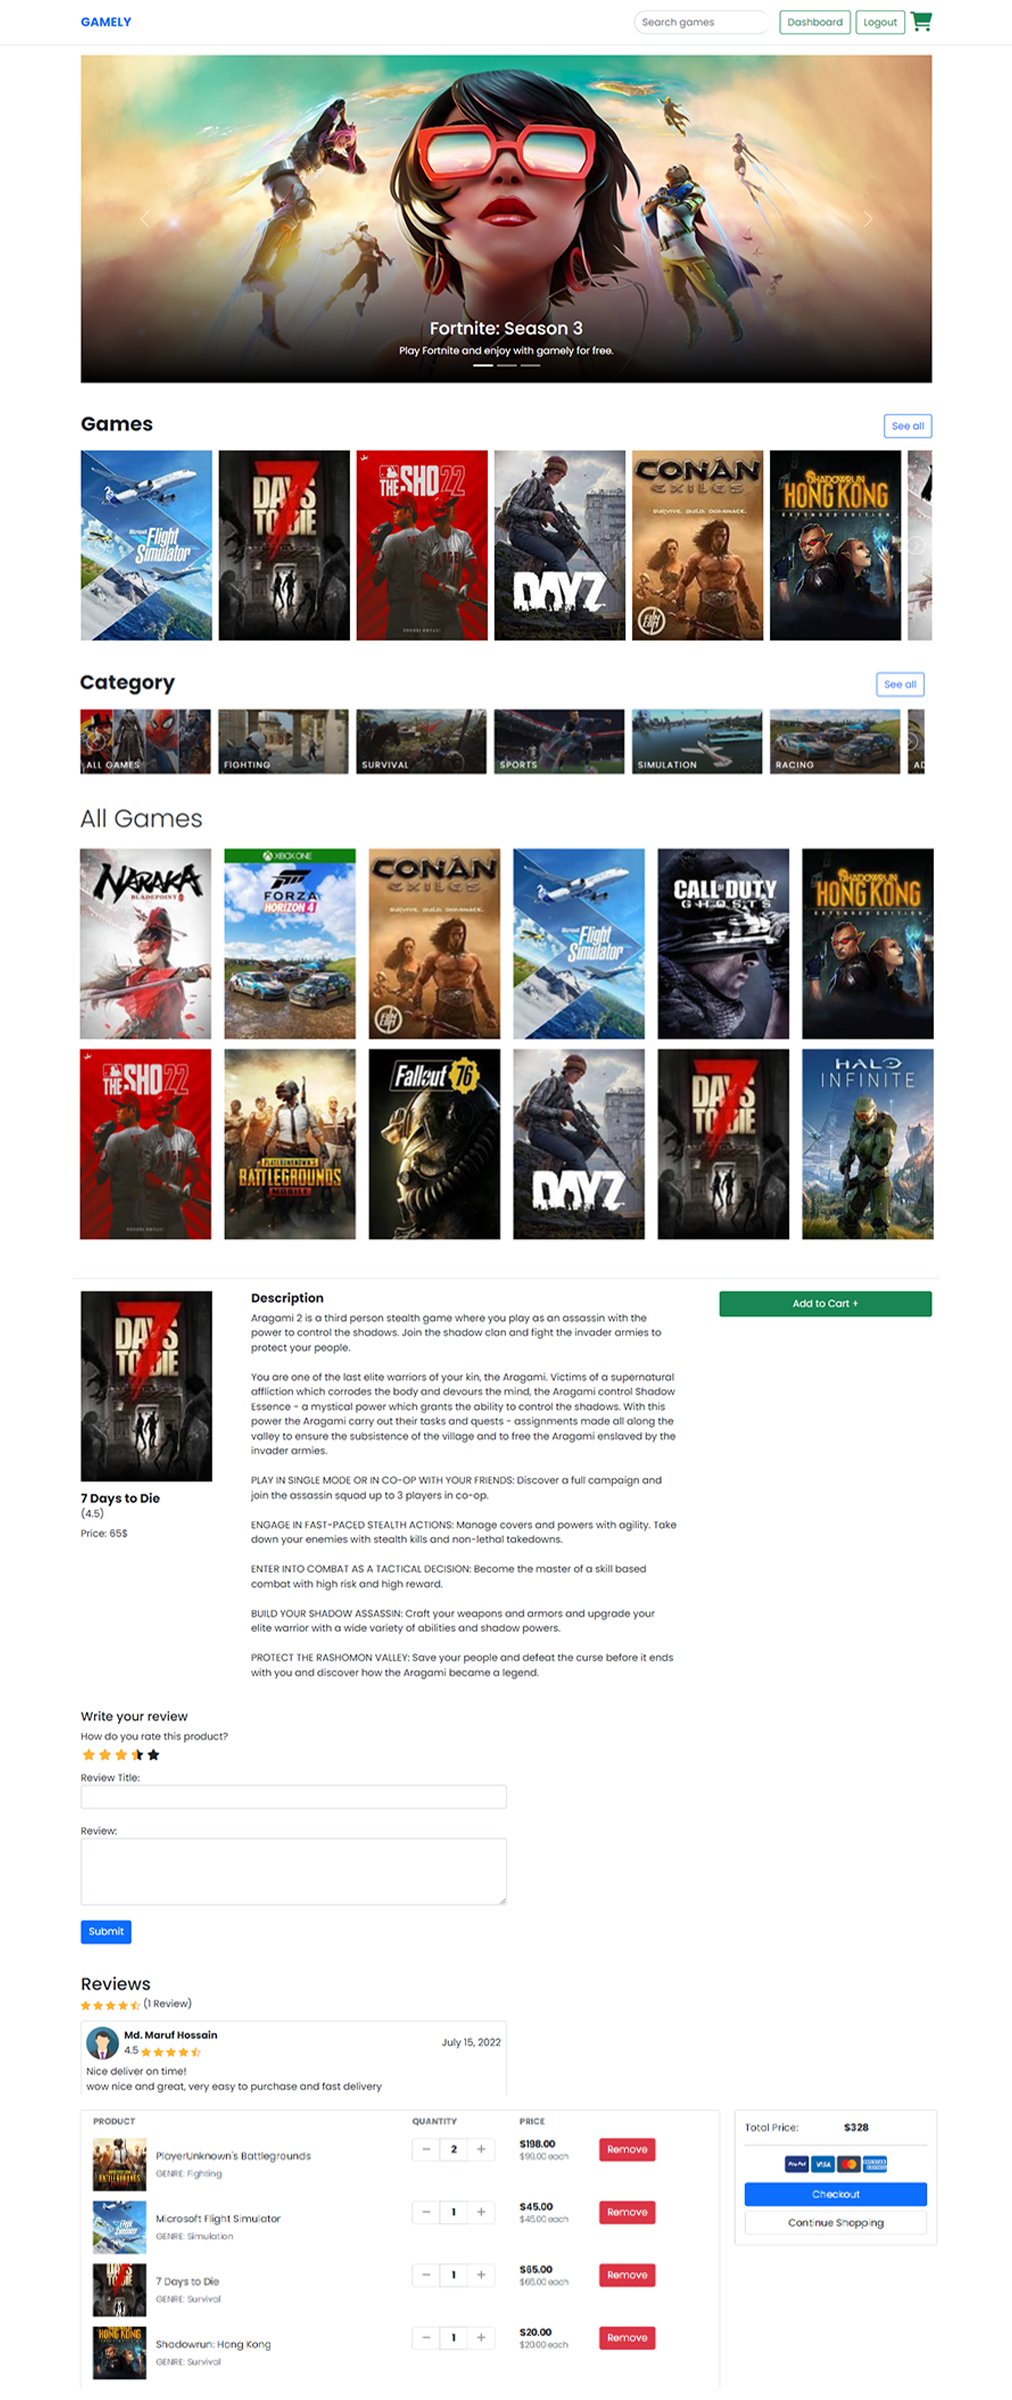 GAMELY
Search games
Dashboard
Logout
Fortnite: Season 3
Play Fortnite and enjoy with gamely for free.
Games
See all
Microsoft
Flight
Simulator
7
DAYS
TO DIE
THE SHO 22
DAYZ
CONAN
EXILES
SURVIVE. BUILD. DOMINATE.
SHADOWRUN
HONG KONG
EXTENDED EDITION
Category
See all
ALL GAMES
FIGHTING
SURVIVAL
SPORTS
SIMULATION
RACING
AD
All Games
NARAKA
BLADEPOINT
XBOX ONE
FORZA
HORIZON 4
CONAN
EXILES
SURVIVE. BUILD. DOMINATE.
Microsoft
Flight
Simulator
CALL OF DUTY
GHOSTS
SHADOWRUN
HONG KONG
EXTENDED EDITION
THE SHO 22
PLAYERUNKNOWN'S
BATTLEGROUNDS
MOBILE
Fallout 76
DAYZ
7
DAYS
TO DIE
HALO
INFINITE
7
DAYS
TO DIE
7 Days to Die
(4.5)
Price: 65$
Description
Aragami 2 is a third person stealth game where you play as an assassin with the
power to control the shadows. Join the shadow clan and fight the invader armies to
protect your people.
You are one of the last elite warriors of your kin, the Aragami. Victims of a supernatural
affliction which corrodes the body and devours the mind, the Aragami control Shadow
Essence - a mystical power which grants the ability to control the shadows. With this
power the Aragami carry out their tasks and quests - assignments made all along the
valley to ensure the subsistence of the village and to free the Aragami enslaved by the
invader armies.
PLAY IN SINGLE MODE OR IN CO-OP WITH YOUR FRIENDS: Discover a full campaign and
join the assassin squad up to 3 players in co-op.
ENGAGE IN FAST-PACED STEALTH ACTIONS: Manage covers and powers with agility. Take
down your enemies with stealth kills and non-lethal takedowns.
ENTER INTO COMBAT AS A TACTICAL DECISION: Become the master of a skill based
combat with high risk and high reward.
BUILD YOUR SHADOW ASSASSIN: Craft your weapons and armors and upgrade your
elite warrior with a wide variety of abilities and shadow powers.
PROTECT THE RASHOMON VALLEY: Save your people and defeat the curse before it ends
with you and discover how the Aragami became a legend.
Add to Cart +
Write your review
How do you rate this product?
Review Title:
Review:
Submit
Reviews
(1 Review)
Md. Maruf Hossain
4.5
July 15, 2022
Nice deliver on time!
wow nice and great, very easy to purchase and fast delivery
PRODUCT QUANTITY PRICE
PlayerUnknown's Battlegrounds
GENRE: Fighting
− 2 +
$198.00
$99.00 each
Remove
Microsoft Flight Simulator
GENRE: Simulation
− 1 +
$45.00
$45.00 each
Remove
7 Days to Die
GENRE: Survival
− 1 +
$65.00
$65.00 each
Remove
Shadowrun: Hong Kong
GENRE: Survival
− 1 +
$20.00
$20.00 each
Remove
Total Price: $328
PayPal VISA
Checkout
Continue Shopping